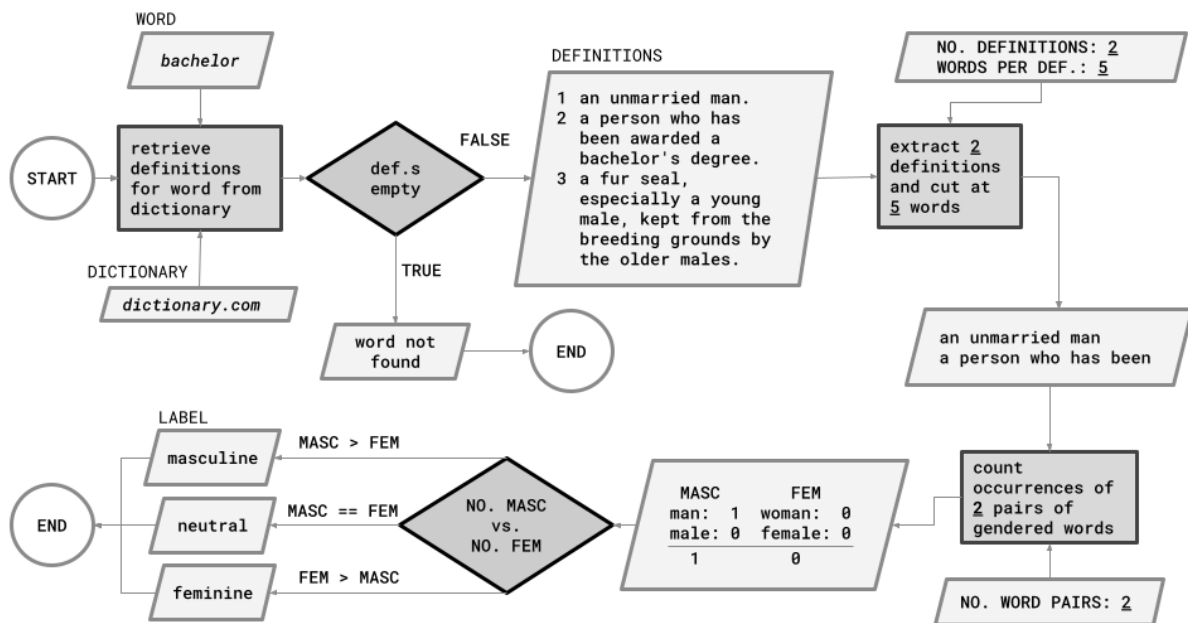 WORD
bachelor
START
retrieve
definitions
for word from
dictionary
DICTIONARY
dictionary.com
def.s
empty
FALSE
TRUE
word not
found
END
DEFINITIONS
1 an unmarried man.
2 a person who has
been awarded a
bachelor's degree.
3 a fur seal,
especially a young
male, kept from the
breeding grounds by
the older males.
NO. DEFINITIONS: 2
WORDS PER DEF.: 5
extract 2
definitions
and cut at
5 words
an unmarried man
a person who has been
count
occurrences of
2 pairs of
gendered words
NO. WORD PAIRS: 2
MASC FEM
man: 1 woman: 0
male: 0 female: 0
1 0
NO. MASC
vs.
NO. FEM
MASC > FEM
MASC == FEM
FEM > MASC
LABEL
masculine
neutral
feminine
END